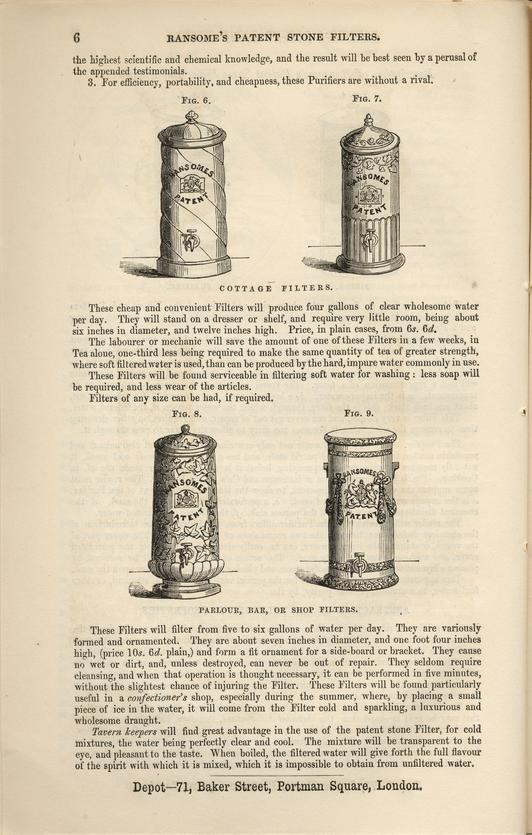 6
RANSOME'S PATENT STONE FILTERS.
the highest scientific and chemical knowledge, and the result will be best seen by a perusal of
the appended testimonials.
3. For efficiency, portability, and cheapness, these Purifiers are without a rival.
FIG. 6.
FIG. 7.
RANSOMES
PATENT
RANSOMES
PATENT
COTTAGE FILTERS.
These cheap and convenient Filters will produce four gallons of clear wholesome water
per day. They will stand on a dresser or shelf, and require very little room, being about
six inches in diameter, and twelve inches high. Price, in plain cases, from 6s. 6d.
The labourer or mechanic will save the amount of one of these Filters in a few weeks, in
Tea alone, one-third less being required to make the same quantity of tea of greater strength,
where soft filtered water is used, than can be produced by the hard, impure water commonly in use.
These Filters will be found serviceable in filtering soft water for washing: less soap will
be required, and less wear of the articles.
Filters of any size can be had, if required.
FIG. 8.
FIG. 9.
RANSOMES
PATENT
RANSOMES
PATENT
PARLOUR, BAR, OR SHOP FILTERS.
These Filters will filter from five to six gallons of water per day. They are variously
formed and ornamented. They are about seven inches in diameter, and one foot four inches
high, (price 10s. 6d. plain,) and form a fit ornament for a side-board or bracket. They cause
no wet or dirt, and, unless destroyed, can never be out of repair. They seldom require
cleansing, and when that operation is thought necessary, it can be performed in five minutes,
without the slightest chance of injuring the Filter. These Filters will be found particularly
useful in a confectioner's shop, especially during the summer, where, by placing a small
piece of ice in the water, it will come from the Filter cold and sparkling, a luxurious and
wholesome draught.
Tavern keepers will find great advantage in the use of the patent stone Filter, for cold
mixtures, the water being perfectly clear and cool. The mixture will be transparent to the
eye, and pleasant to the taste. When boiled, the filtered water will give forth the full flavour
of the spirit with which it is mixed, which it is impossible to obtain from unfiltered water.
Depot—71, Baker Street, Portman Square, London.